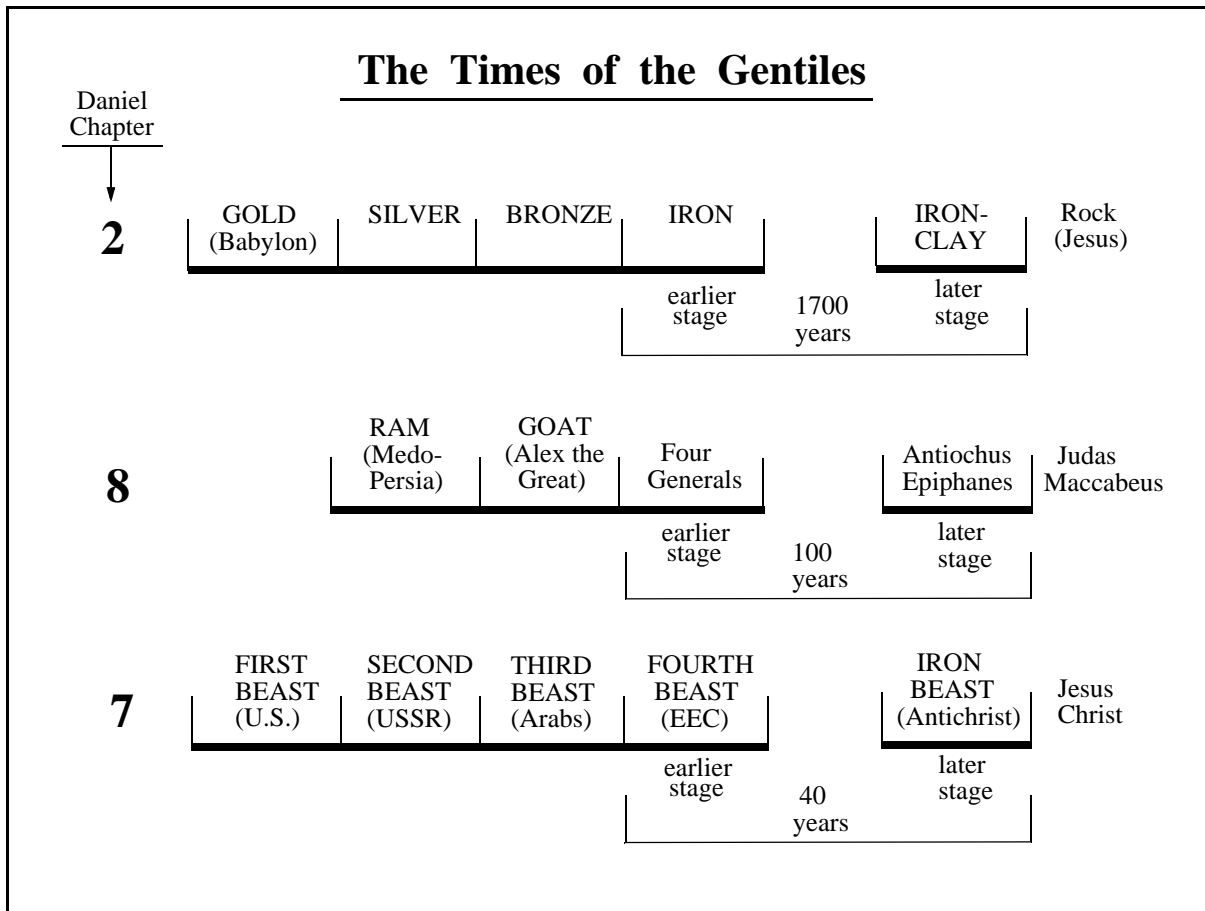 The Times of the Gentiles
Daniel
Chapter
2
GOLD
(Babylon)
SILVER
BRONZE
IRON
IRON-
CLAY
Rock
(Jesus)
earlier
stage
1700
years
later
stage
8
RAM
(Medo-
Persia)
GOAT
(Alex the
Great)
Four
Generals
Antiochus
Epiphanes
Judas
Maccabeus
earlier
stage
100
years
later
stage
7
FIRST
BEAST
(U.S.)
SECOND
BEAST
(USSR)
THIRD
BEAST
(Arabs)
FOURTH
BEAST
(EEC)
IRON
BEAST
(Antichrist)
Jesus
Christ
earlier
stage
40
years
later
stage